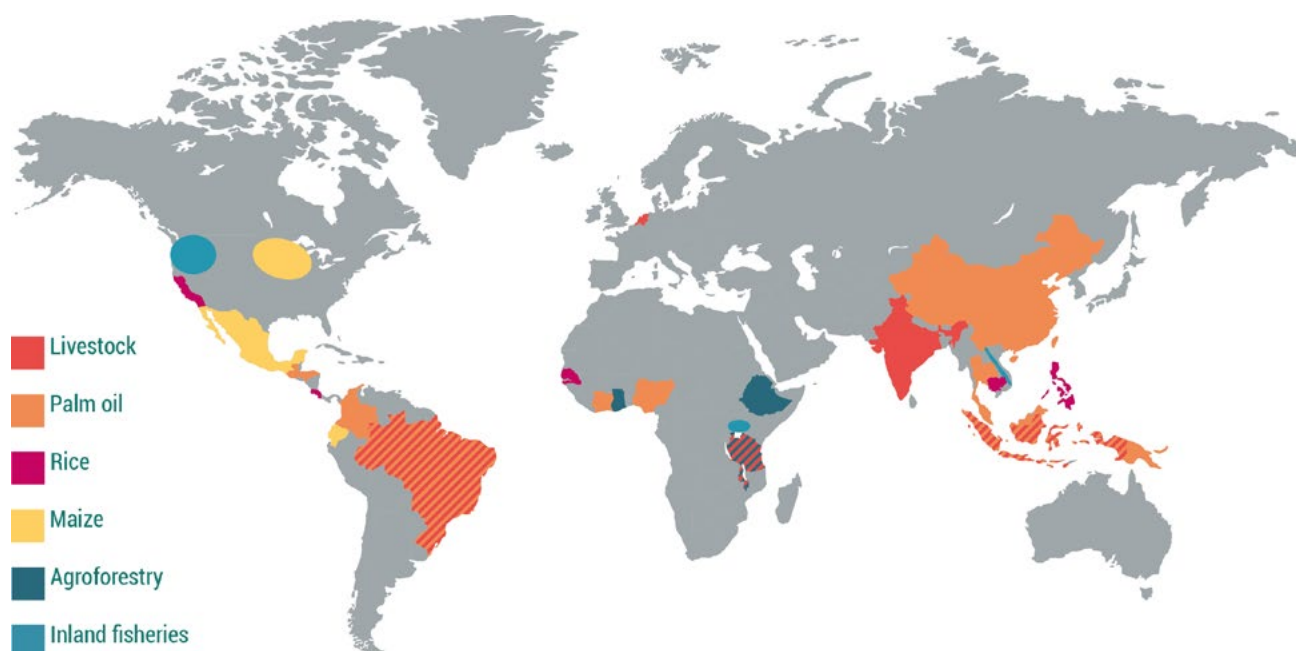 Livestock
Palm oil
Rice
Maize
Agroforestry
Inland fisheries